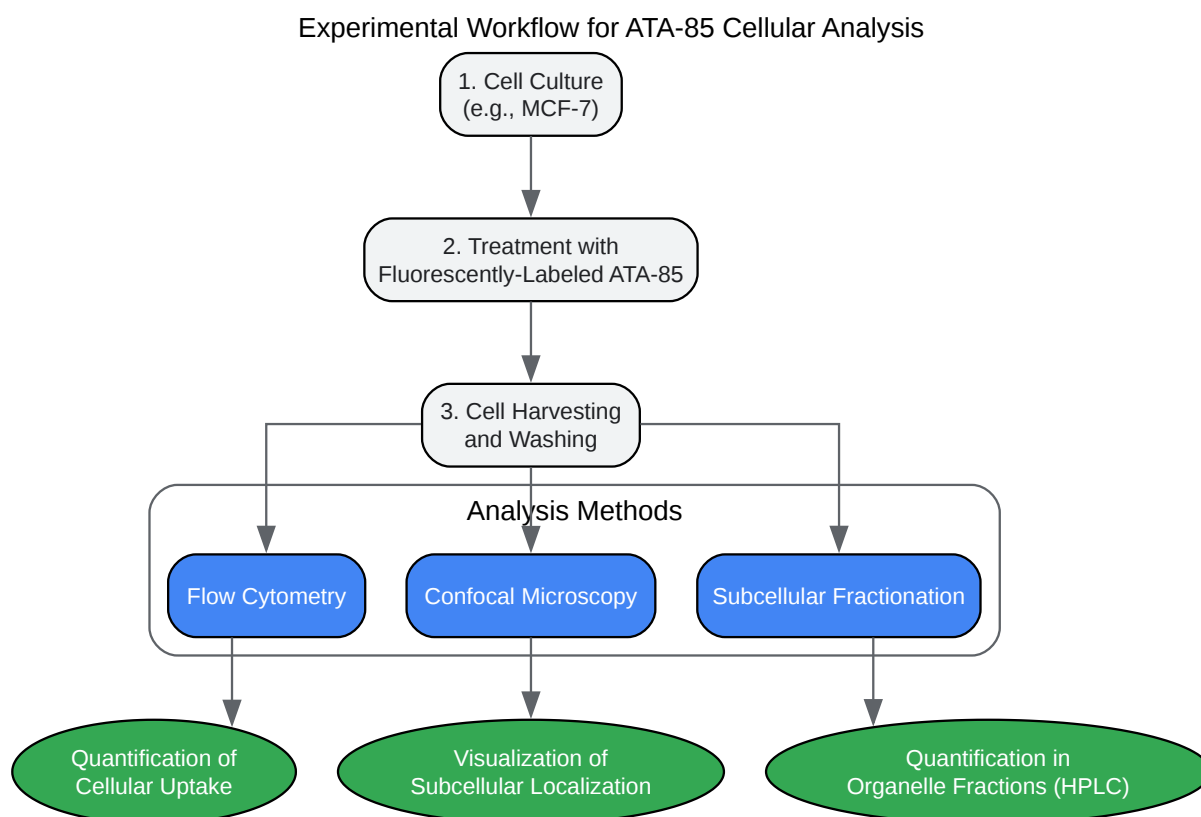 Experimental Workflow for ATA-85 Cellular Analysis
1. Cell Culture
(e.g., MCF-7)
2. Treatment with
Fluorescently-Labeled ATA-85
3. Cell Harvesting
and Washing
Analysis Methods
Flow Cytometry
Confocal Microscopy
Subcellular Fractionation
Quantification of
Cellular Uptake
Visualization of
Subcellular Localization
Quantification in
Organelle Fractions (HPLC)